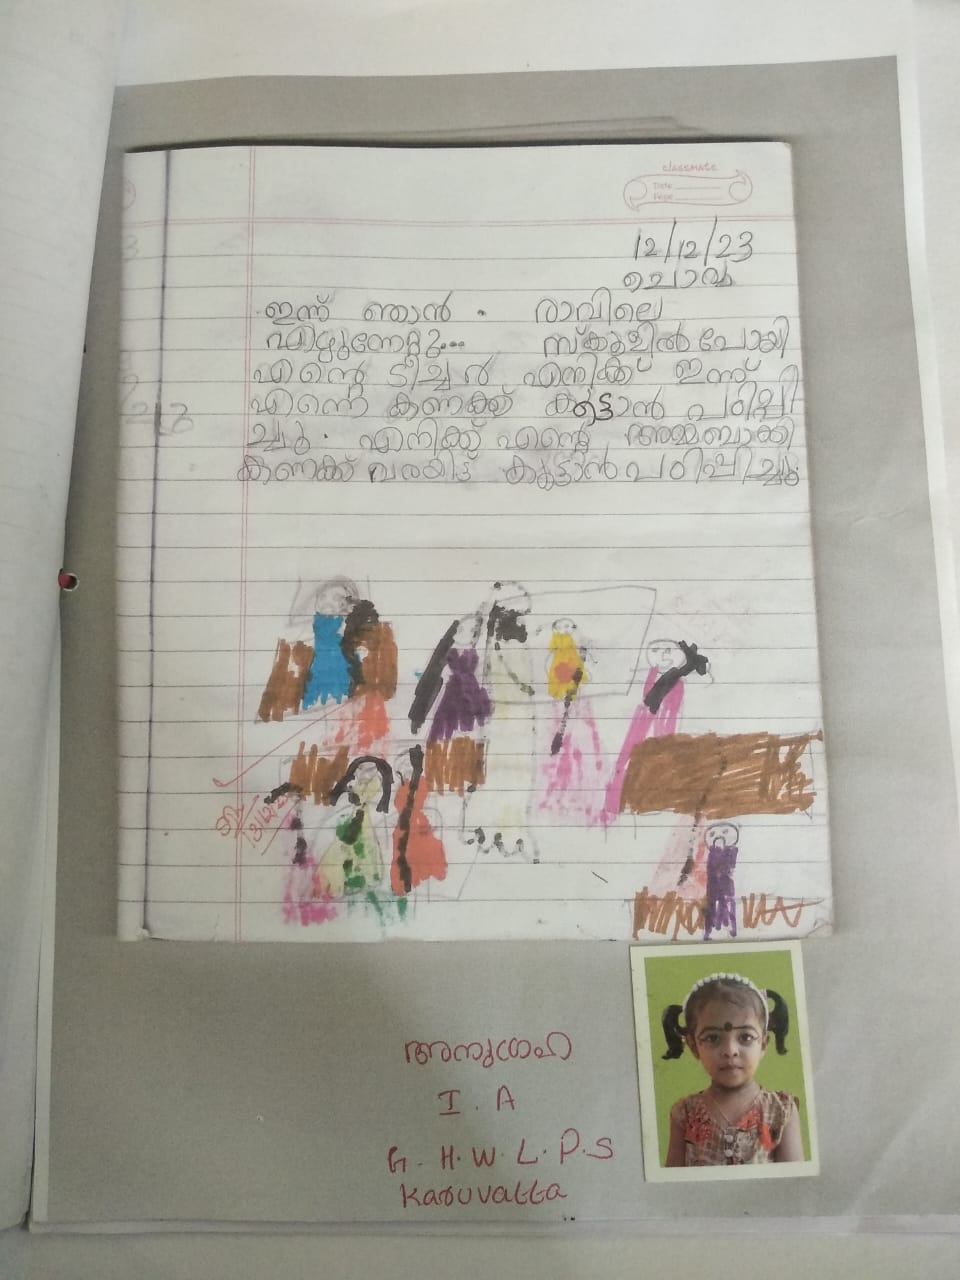 classmate
Date
Page
12/12/23
ചൊവ്വ
ഇന്ന് ഞാൻ . രാവിലെ
എഴുന്നേറ്റു... സ്കൂളിൽ പോയി
എന്റെ ടീച്ചർ എനിക്ക് ഇന്ന്
എന്നെ കണക്ക് കൂട്ടാൻ പഠിപ്പി
ച്ചു. എനിക്ക് എന്റെ അമ്മ ബാക്കി
കണക്ക് വരയിട്ട് കൂട്ടാൻ പഠിപ്പിച്ചു
അനുഗ്രഹ
I . A
G . H. W. L. P. S
Karuvatta